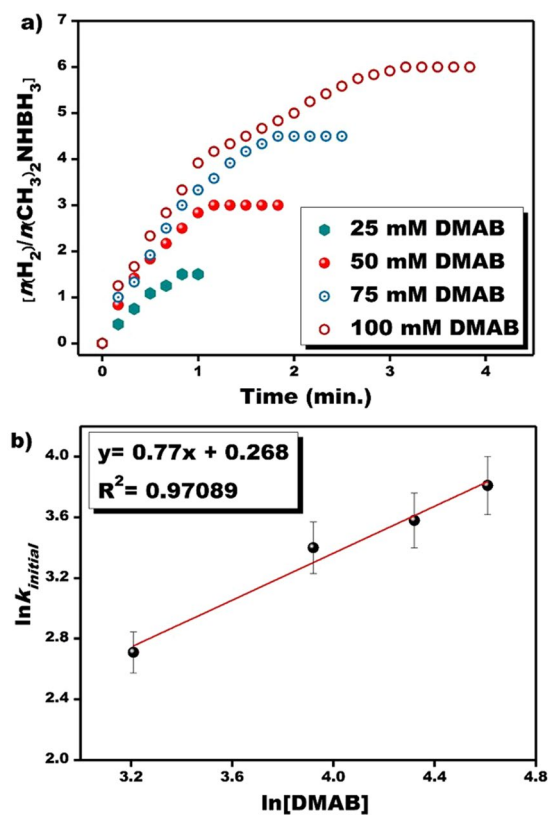 a)
7
6
5
4
3
2
1
0
[n(H2)/n(CH3)2NHBH3]
25 mM DMAB
50 mM DMAB
75 mM DMAB
100 mM DMAB
0 1 2 3 4
Time (min.)
b)
y= 0.77x + 0.268
R²= 0.97089
4.0
3.6
3.2
2.8
2.4
2.0
lnkinitial
3.2 3.6 4.0 4.4 4.8
ln[DMAB]